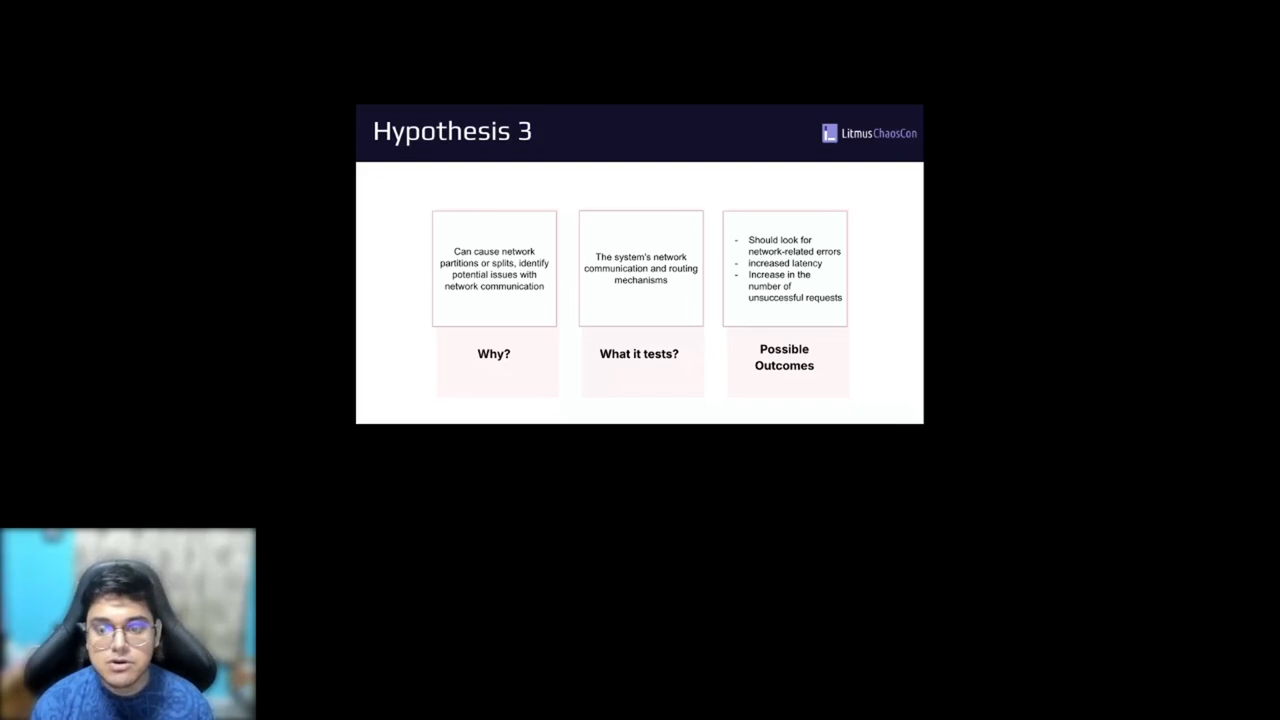 Hypothesis 3
LitmusChaosCon
Can cause network
partitions or splits, identify
potential issues with
network communication
The system's network
communication and routing
mechanisms
- Should look for
network-related errors
- increased latency
- Increase in the
number of
unsuccessful requests
Why?
What it tests?
Possible
Outcomes